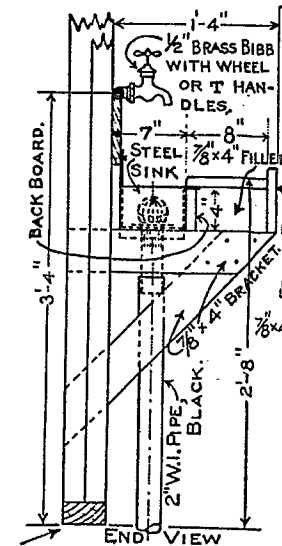 1'-4"
1/2" BRASS BIBB
WITH WHEEL
OR T HAN-
DLES.
7"
8"
STEEL
SINK
7/8"×4" FILLE
4"
BACK BOARD.
3'-4"
7/8"×4" BRACKET.
7/8"×4
2'-8"
2" W.I. PIPE,
BLACK.
END VIEW